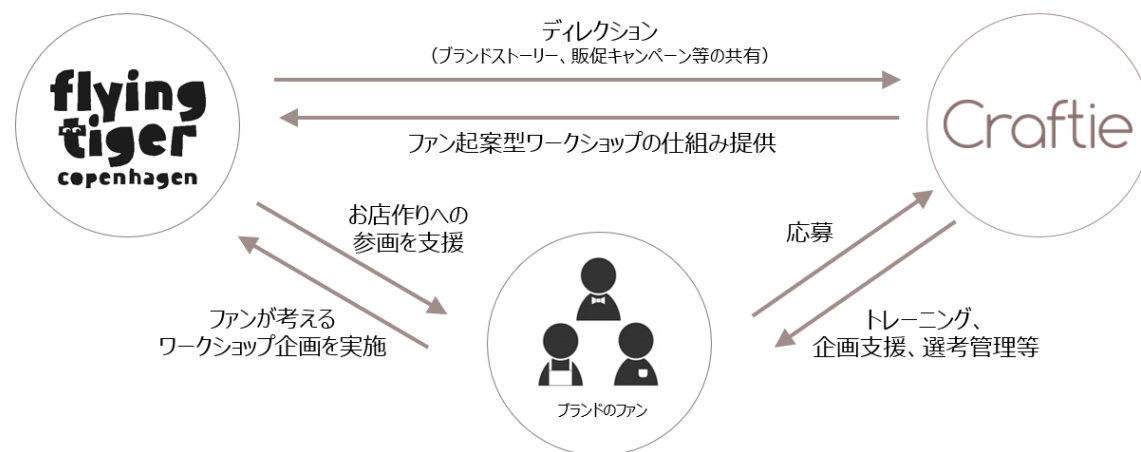 ディレクション
（ブランドストーリー、販促キャンペーン等の共有）
flying
tiger
copenhagen
Craftie
ファン起案型ワークショップの仕組み提供
お店作りへの
参画を支援
応募
ファンが考える
ワークショップ企画を実施
トレーニング、
企画支援、選考管理等
ブランドのファン